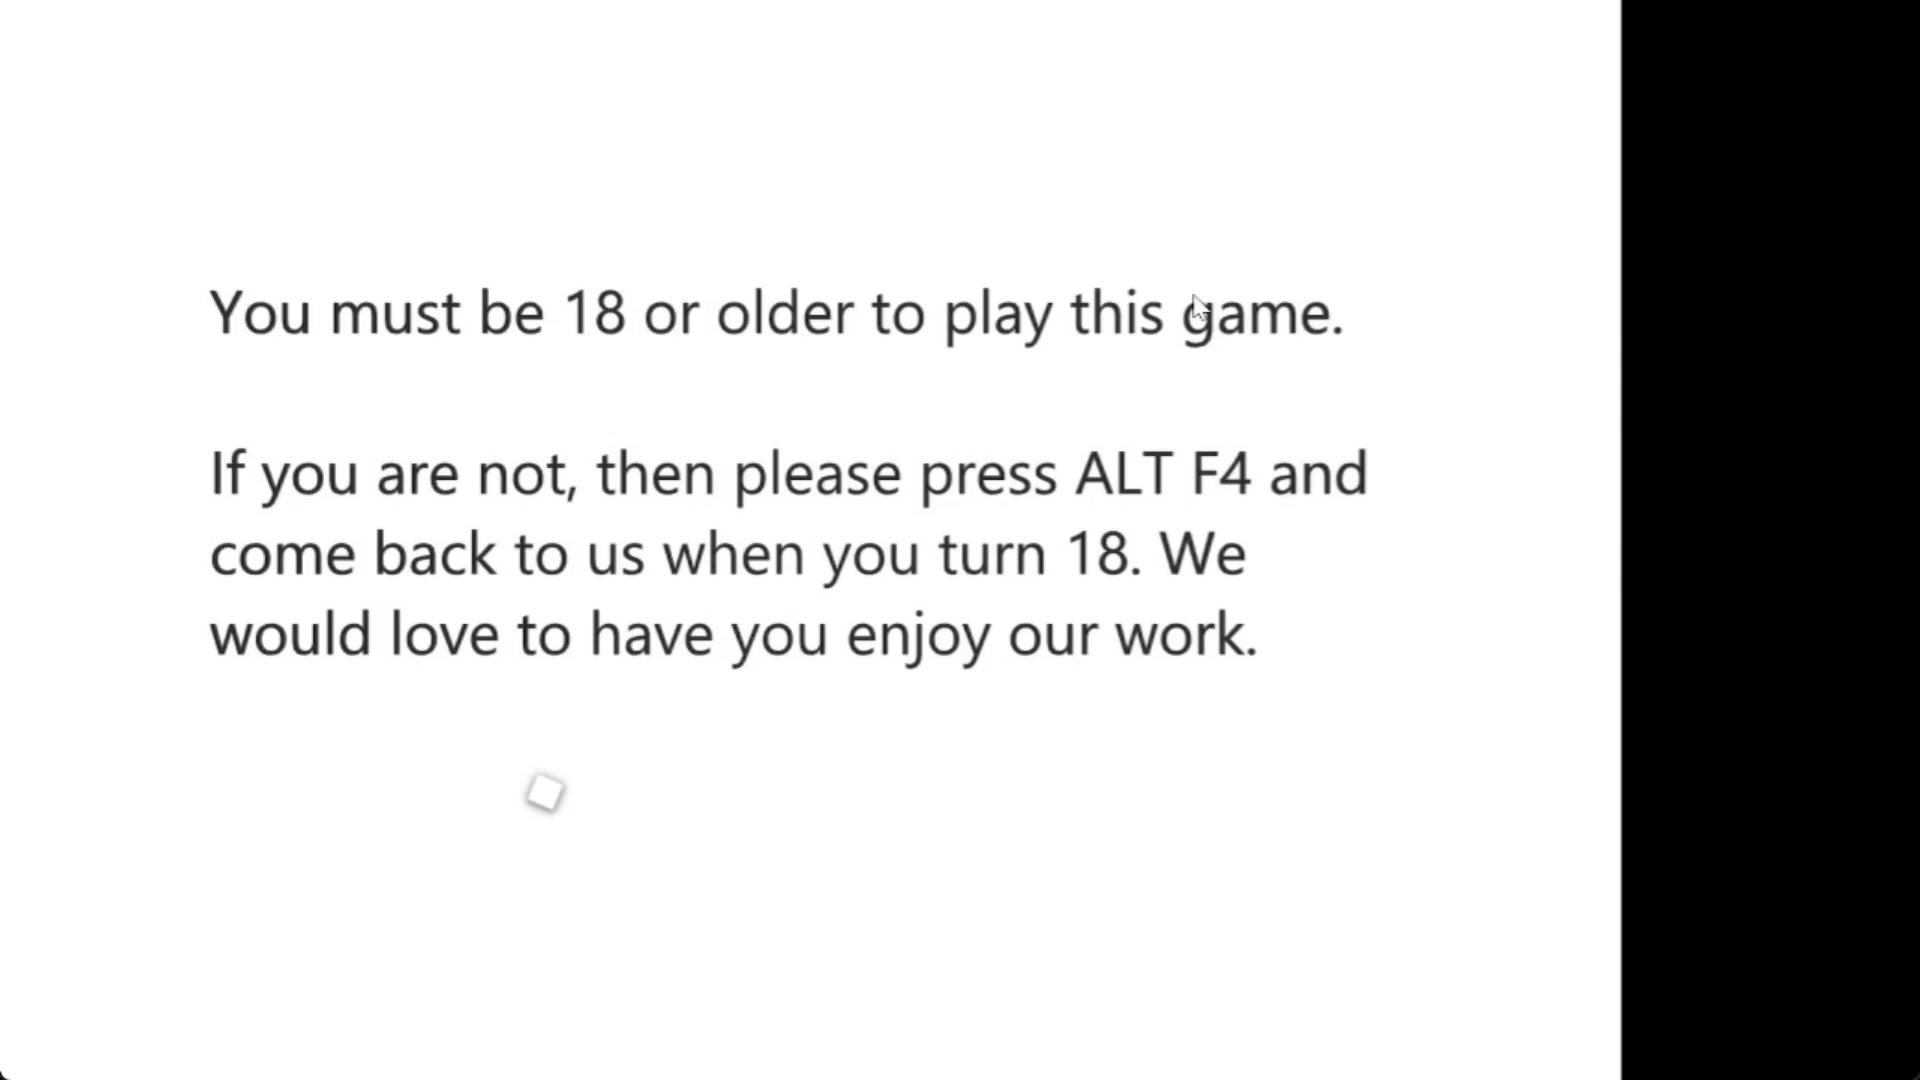 You must be 18 or older to play this game.
If you are not, then please press ALT F4 and
come back to us when you turn 18. We
would love to have you enjoy our work.